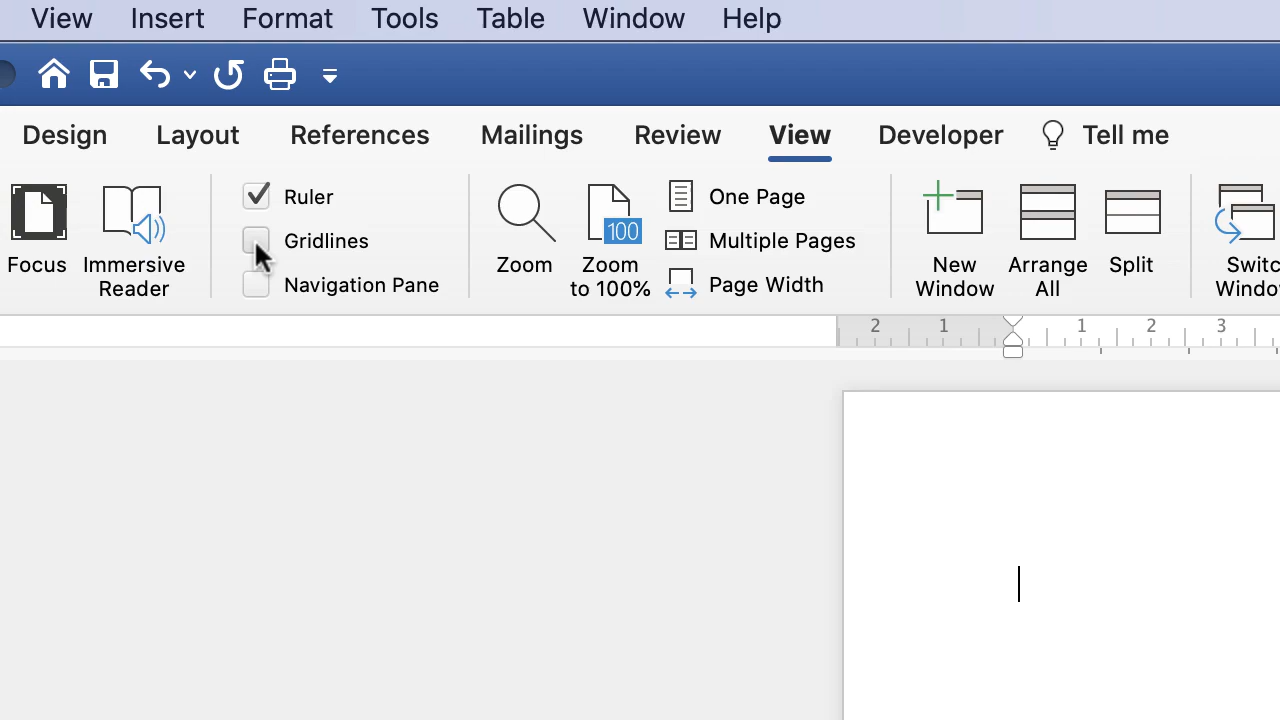 View Insert Format Tools Table Window Help
Design Layout References Mailings Review View Developer Tell me
Focus
Immersive
Reader
Ruler
Gridlines
Navigation Pane
Zoom
100
Zoom
to 100%
One Page
Multiple Pages
Page Width
New
Window
Arrange
All
Split
Switc
Windo
2 1 1 2 3